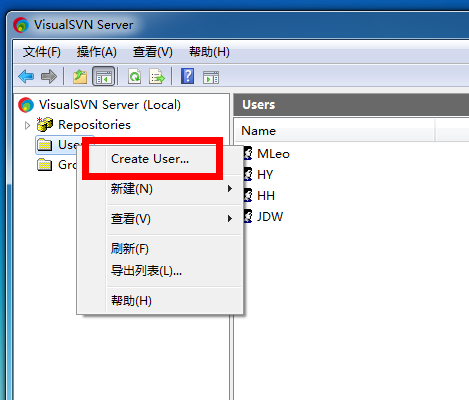 VisualSVN Server
文件(F) 操作(A) 查看(V) 帮助(H)
VisualSVN Server (Local)
Repositories
Users
Name
MLeo
HY
HH
JDW
Create User...
新建(N)
查看(V)
刷新(F)
导出列表(L)...
帮助(H)